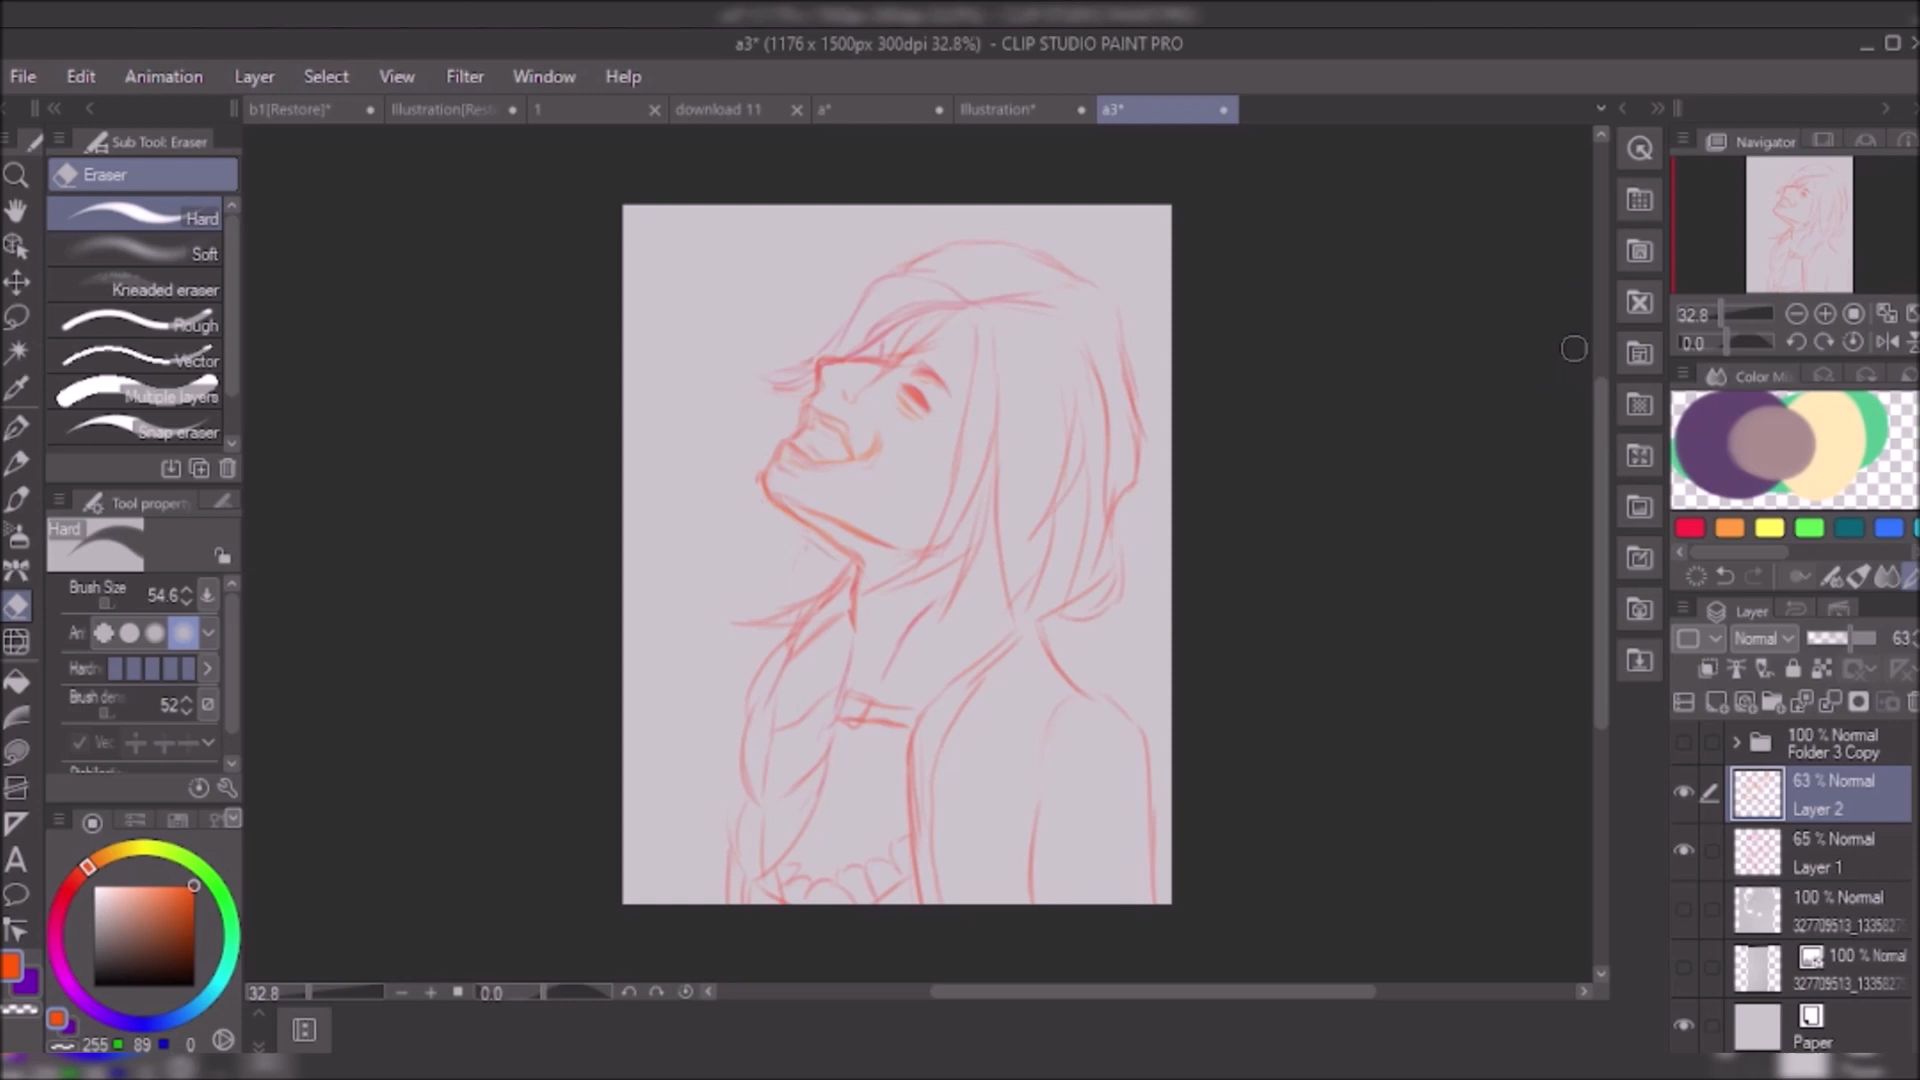 a3* (1176 x 1500px 300dpi 32.8%) - CLIP STUDIO PAINT PRO
File Edit Animation Layer Select View Filter Window Help
b1[Restore]* Illustration[Rest 1 download 11 a* Illustration* a3*
Sub Tool: Eraser
Eraser
Hard
Soft
Kneaded eraser
Rough
Vector
Multiple layers
Snap eraser
Tool property
Hard
Brush Size 54.6
An
Hardn
Brush den 52
Vec
255 89 0
32.8 0.0
Navigator
32.8
0.0
Color Mi
Layer
Normal 63
100 % Normal
Folder 3 Copy
63 % Normal
Layer 2
65 % Normal
Layer 1
100 % Normal
327709513_1335827
100 % Normal
327709513_1335827
Paper